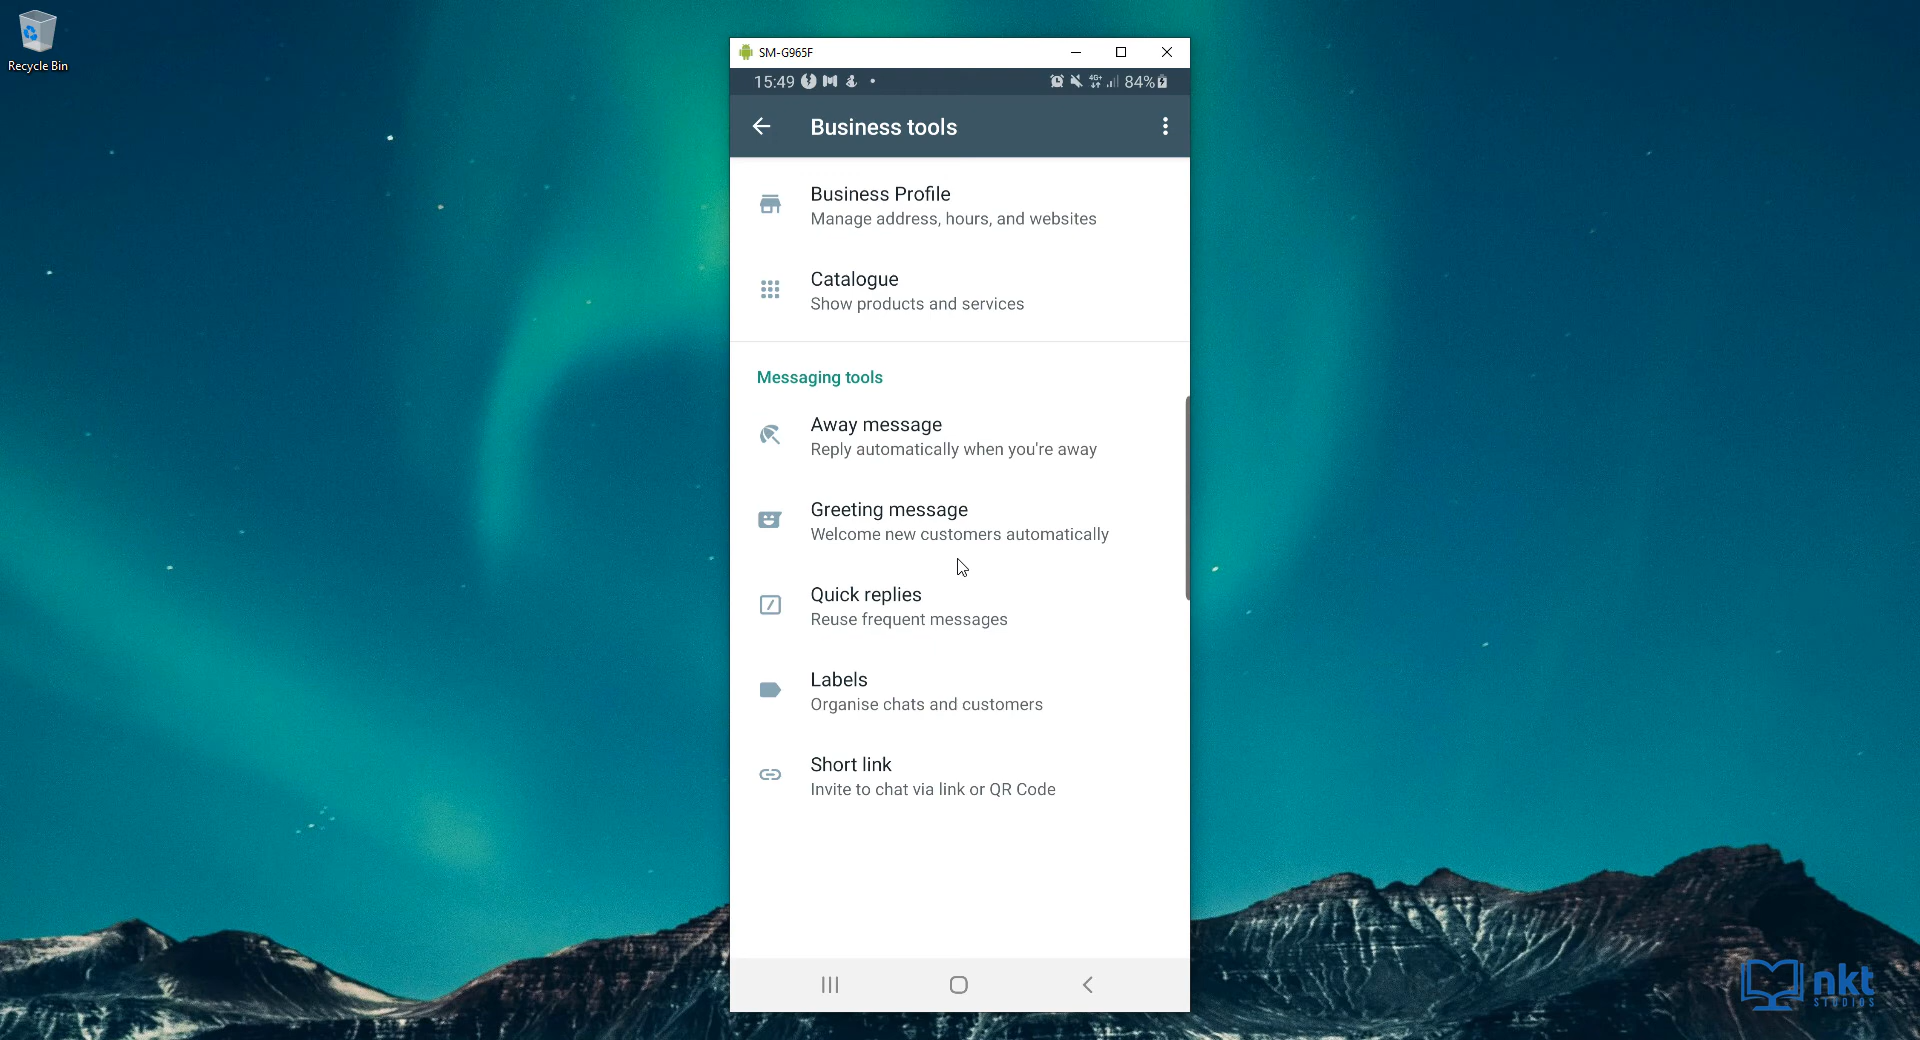 Recycle Bin
SM-G965F
15:49
4G+
84%
Business tools
Business Profile
Manage address, hours, and websites
Catalogue
Show products and services
Messaging tools
Away message
Reply automatically when you're away
Greeting message
Welcome new customers automatically
Quick replies
Reuse frequent messages
Labels
Organise chats and customers
Short link
Invite to chat via link or QR Code
nkt
STUDIOS